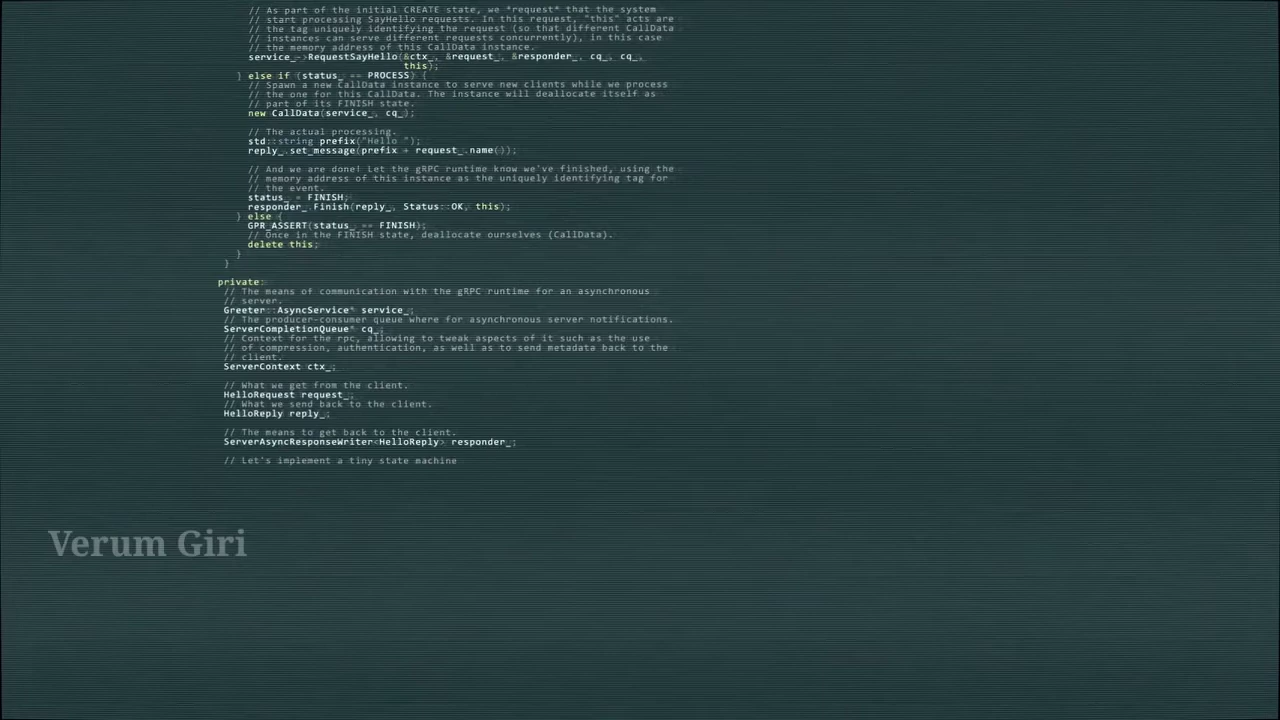 // As part of the initial CREATE state, we *request* that the system
// start processing SayHello requests. In this request, "this" acts are
// the tag uniquely identifying the request (so that different CallData
// instances can serve different requests concurrently), in this case
// the memory address of this CallData instance.
service_->RequestSayHello(&ctx_, &request_, &responder_, cq_, cq_,
this);
} else if (status_ == PROCESS) {
// Spawn a new CallData instance to serve new clients while we process
// the one for this CallData. The instance will deallocate itself as
// part of its FINISH state.
new CallData(service_, cq_);
// The actual processing.
std::string prefix("Hello ");
reply_.set_message(prefix + request_.name());
// And we are done! Let the gRPC runtime know we've finished, using the
// memory address of this instance as the uniquely identifying tag for
// the event.
status_ = FINISH;
responder_.Finish(reply_, Status::OK, this);
} else {
GPR_ASSERT(status_ == FINISH);
// Once in the FINISH state, deallocate ourselves (CallData).
delete this;
}
}
private:
// The means of communication with the gRPC runtime for an asynchronous
// server.
Greeter::AsyncService* service_;
// The producer-consumer queue where for asynchronous server notifications.
ServerCompletionQueue* cq_;
// Context for the rpc, allowing to tweak aspects of it such as the use
// of compression, authentication, as well as to send metadata back to the
// client.
ServerContext ctx_;
// What we get from the client.
HelloRequest request_;
// What we send back to the client.
HelloReply reply_;
// The means to get back to the client.
ServerAsyncResponseWriter<HelloReply> responder_;
// Let's implement a tiny state machine
Verum Giri